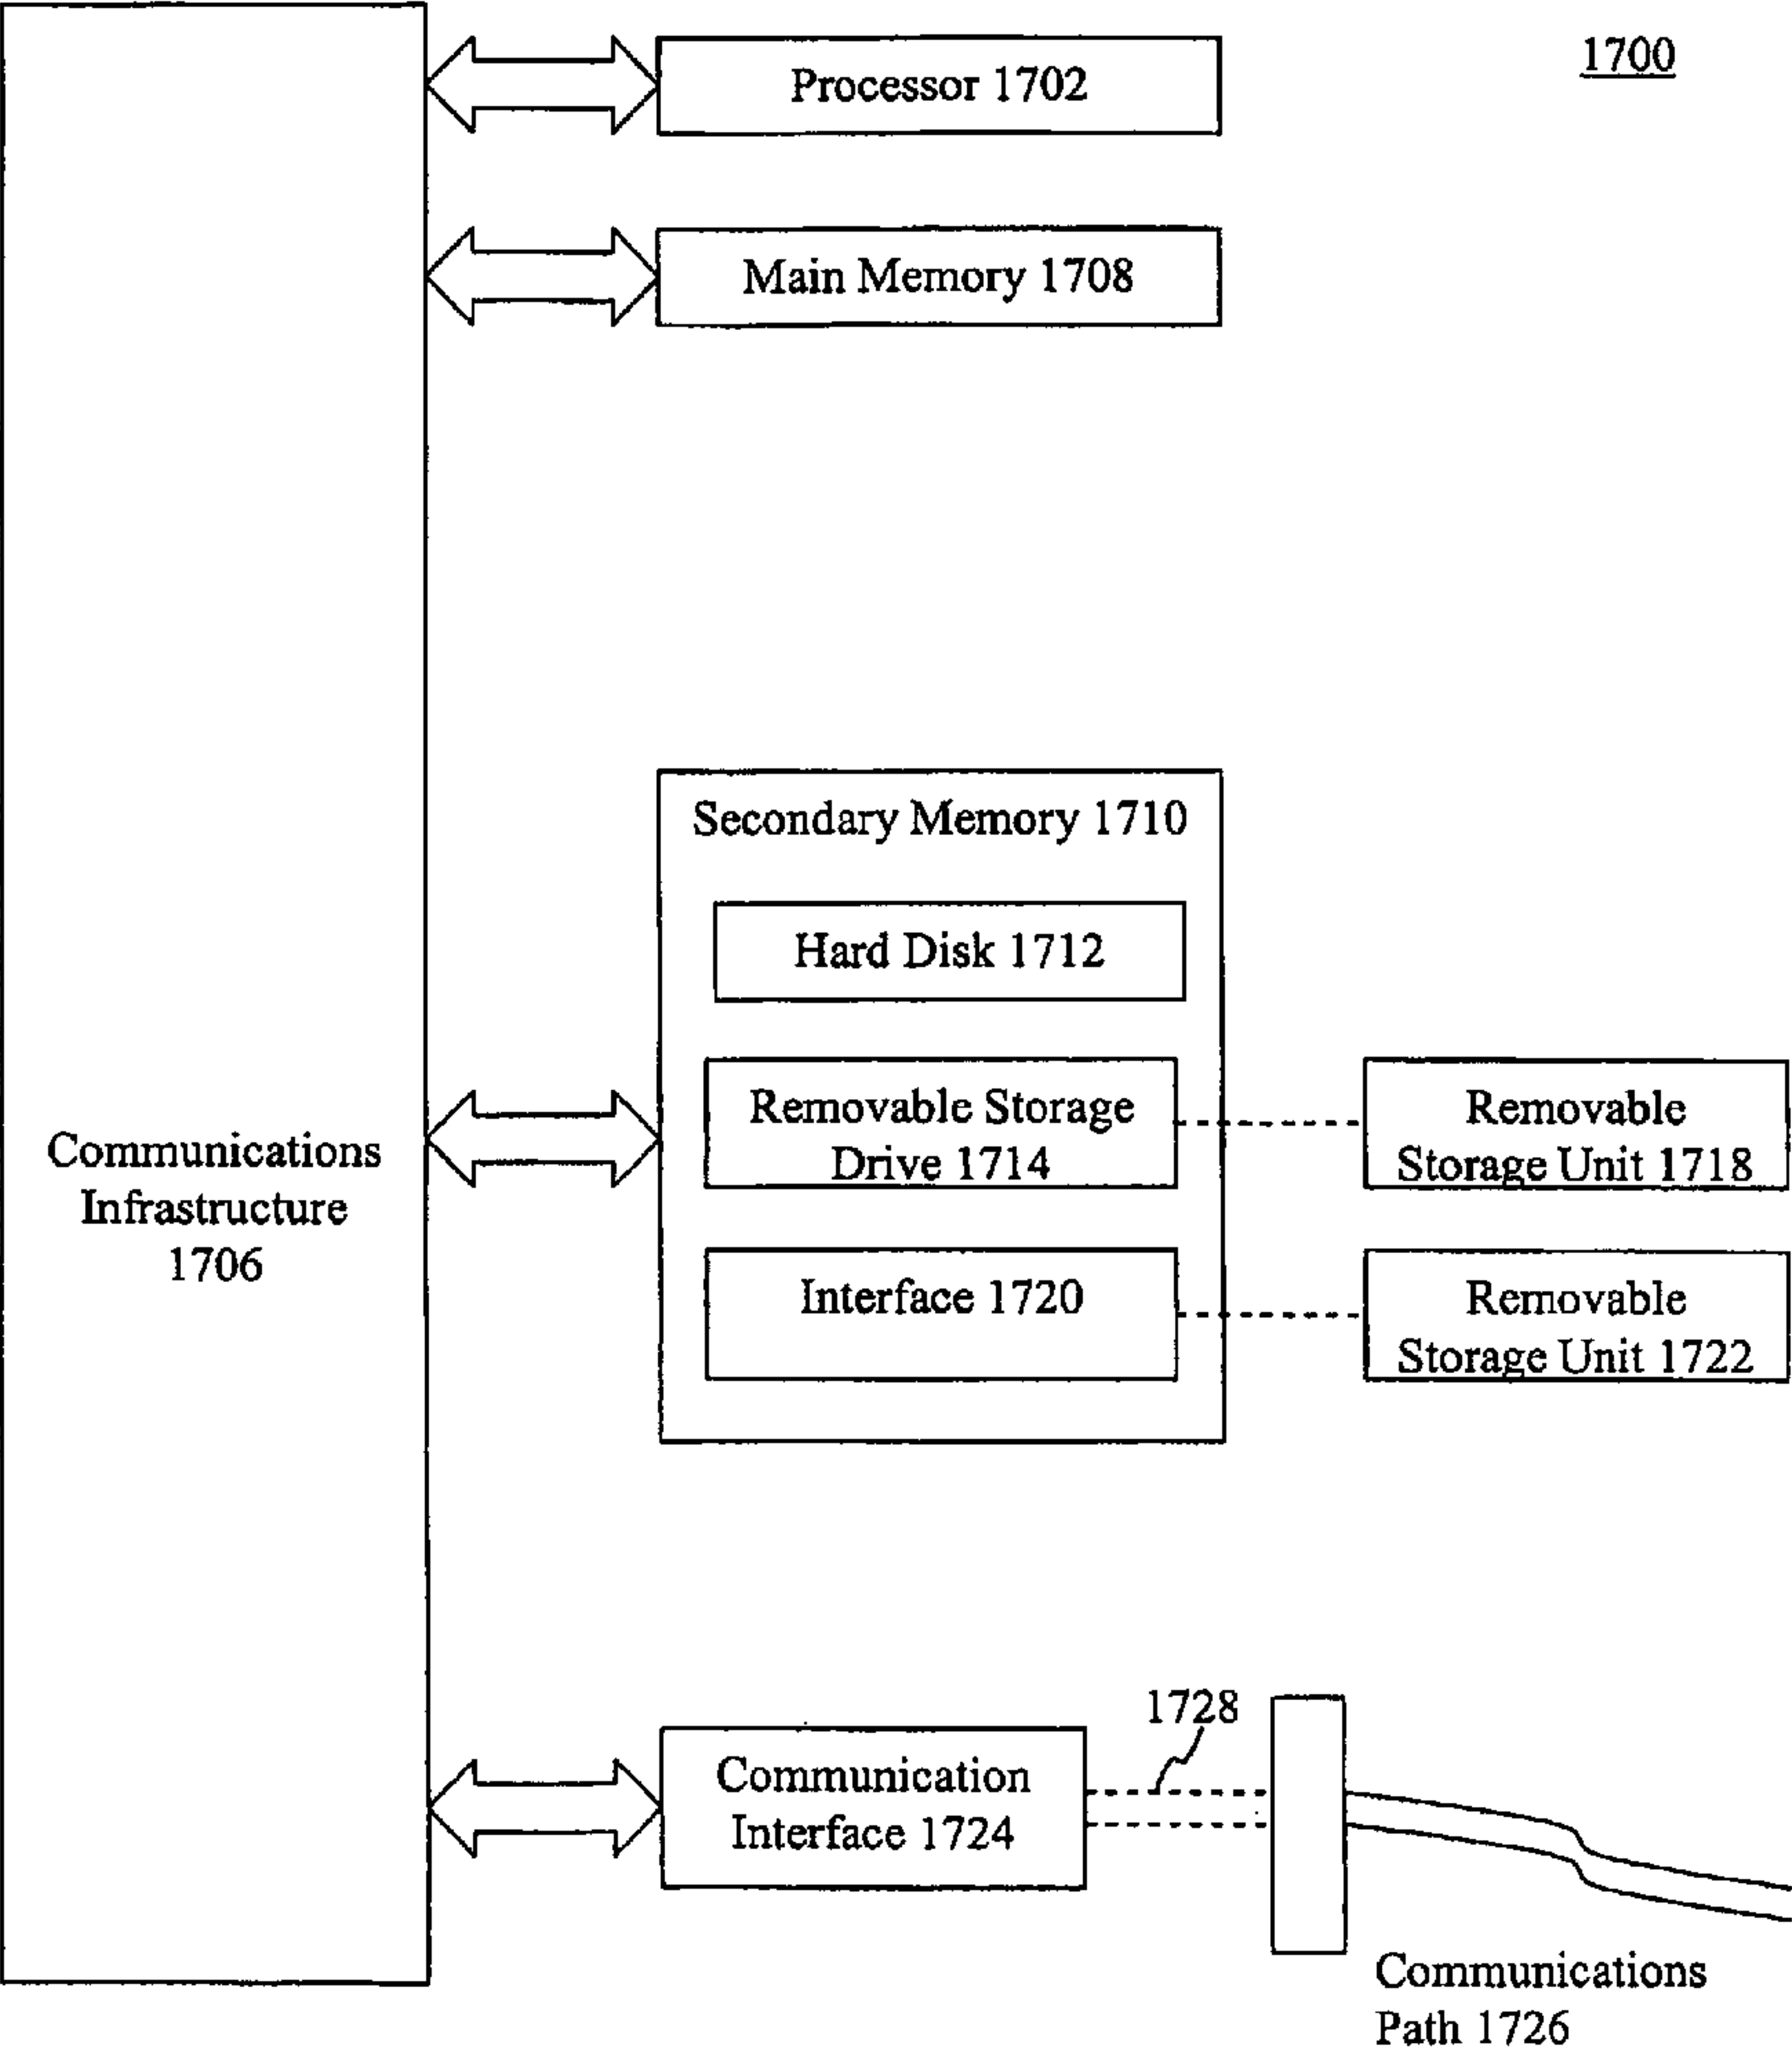 1700
Processor 1702
Main Memory 1708
Secondary Memory 1710
Hard Disk 1712
Removable Storage
Drive 1714
Removable
Storage Unit 1718
Communications
Infrastructure
1706
Interface 1720
Removable
Storage Unit 1722
1728
Communication
Interface 1724
Communications
Path 1726